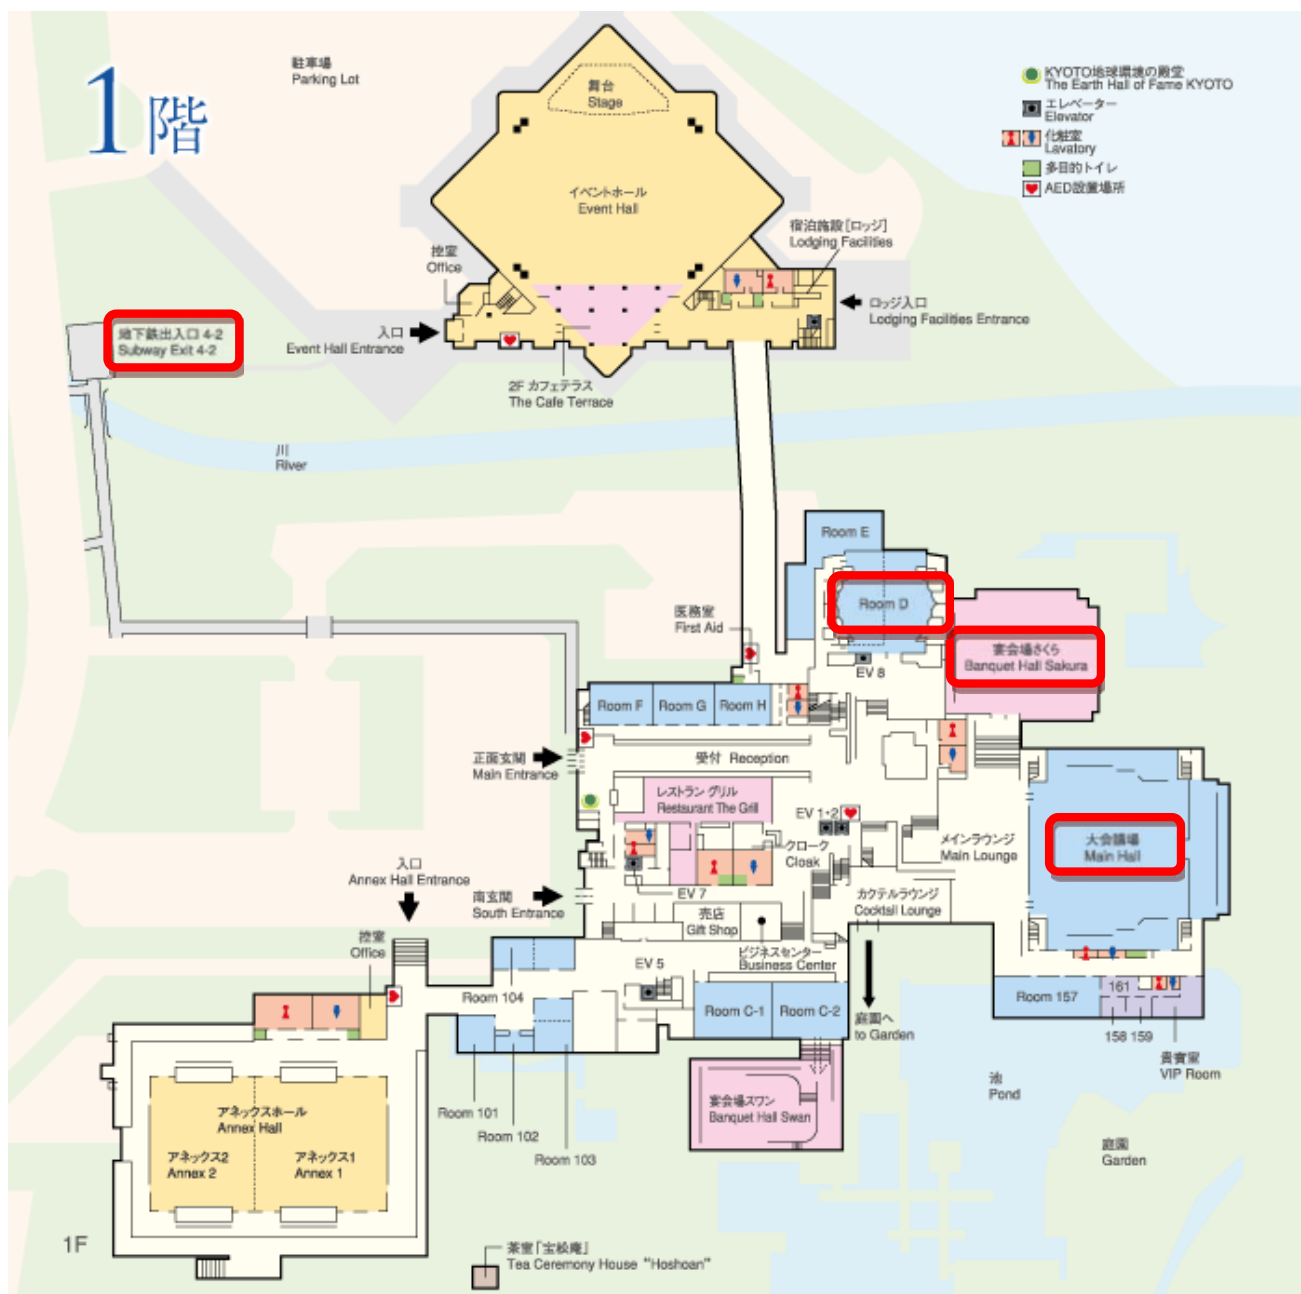 1階
駐車場
Parking Lot
舞台
Stage
イベントホール
Event Hall
KYOTO地球環境の殿堂
The Earth Hall of Fame KYOTO
エレベーター
Elevator
化粧室
Lavatory
多目的トイレ
AED設置場所
宿泊施設[ロッジ]
Lodging Facilities
控室
Office
ロッジ入口
Lodging Facilities Entrance
地下鉄出入口 4-2
Subway Exit 4-2
入口
Event Hall Entrance
2F カフェテラス
The Cafe Terrace
川
River
Room E
Room D
医務室
First Aid
宴会場さくら
Banquet Hall Sakura
EV 8
Room F
Room G
Room H
正面玄関
Main Entrance
受付 Reception
レストラン グリル
Restaurant The Grill
EV 1・2
クローク
Cloak
メインラウンジ
Main Lounge
大会議場
Main Hall
入口
Annex Hall Entrance
南玄関
South Entrance
EV 7
カクテルラウンジ
Cocktail Lounge
売店
Gift Shop
控室
Office
ビジネスセンター
Business Center
EV 5
Room 104
Room C-1
Room C-2
庭園へ
to Garden
Room 157
161
158 159
貴賓室
VIP Room
池
Pond
宴会場スワン
Banquet Hall Swan
Room 101
Room 102
Room 103
アネックスホール
Annex Hall
アネックス2
Annex 2
アネックス1
Annex 1
庭園
Garden
1F
茶室「宝松庵」
Tea Ceremony House "Hoshoan"